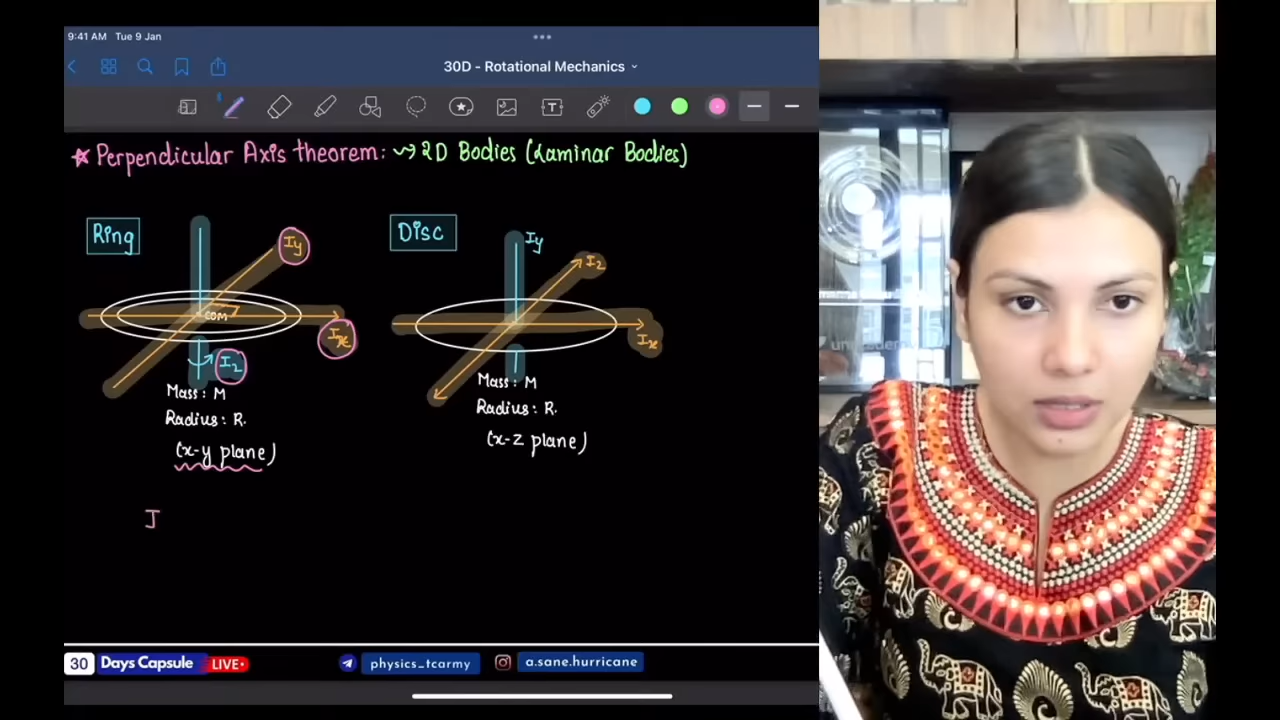 9:41 AM Tue 9 Jan
30D - Rotational Mechanics
Perpendicular Axis theorem: 2D Bodies (Laminar Bodies)
Ring
Iy
Disc
Iy
Iz
com
Ix
Ix
Iz
Mass: M
Mass: M
Radius: R.
Radius: R.
(x-y plane)
(x-z plane)
I
30 Days Capsule LIVE
physics_tcarmy
a.sane.hurricane